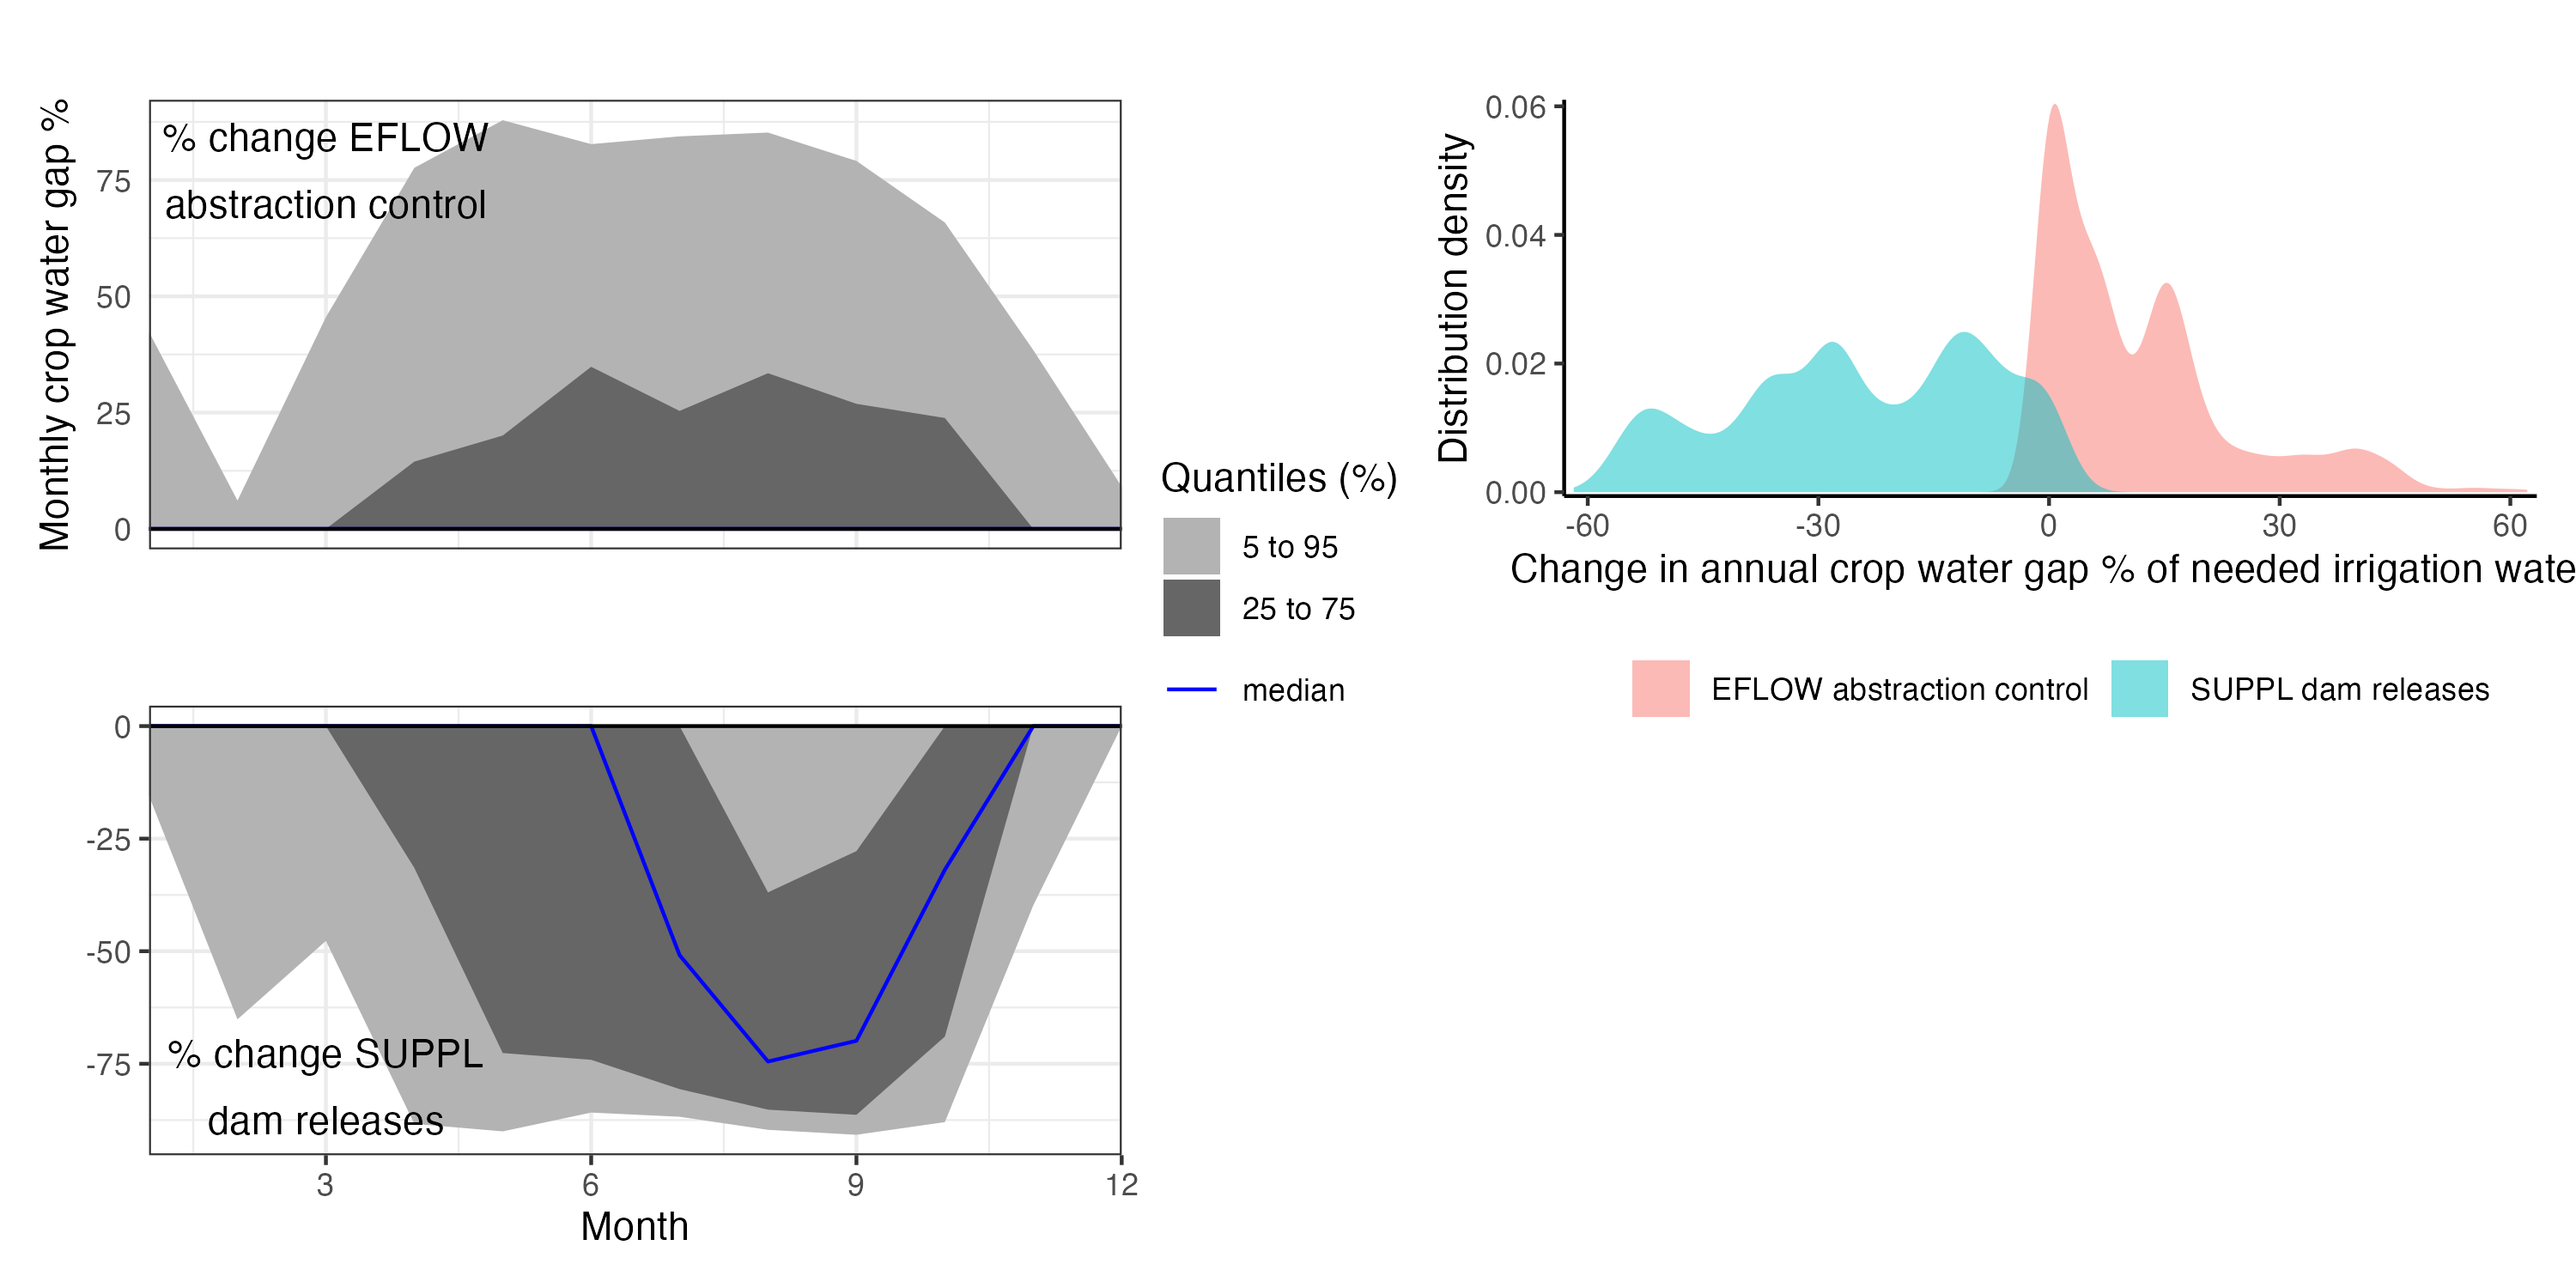 Monthly crop water gap %
75
50
25
0
% change EFLOW
abstraction control
0
-25
-50
-75
% change SUPPL
dam releases
3 6 9 12
Month
Quantiles (%)
5 to 95
25 to 75
median
Distribution density
0.06
0.04
0.02
0.00
-60 -30 0 30 60
Change in annual crop water gap % of needed irrigation wate
EFLOW abstraction control SUPPL dam releases